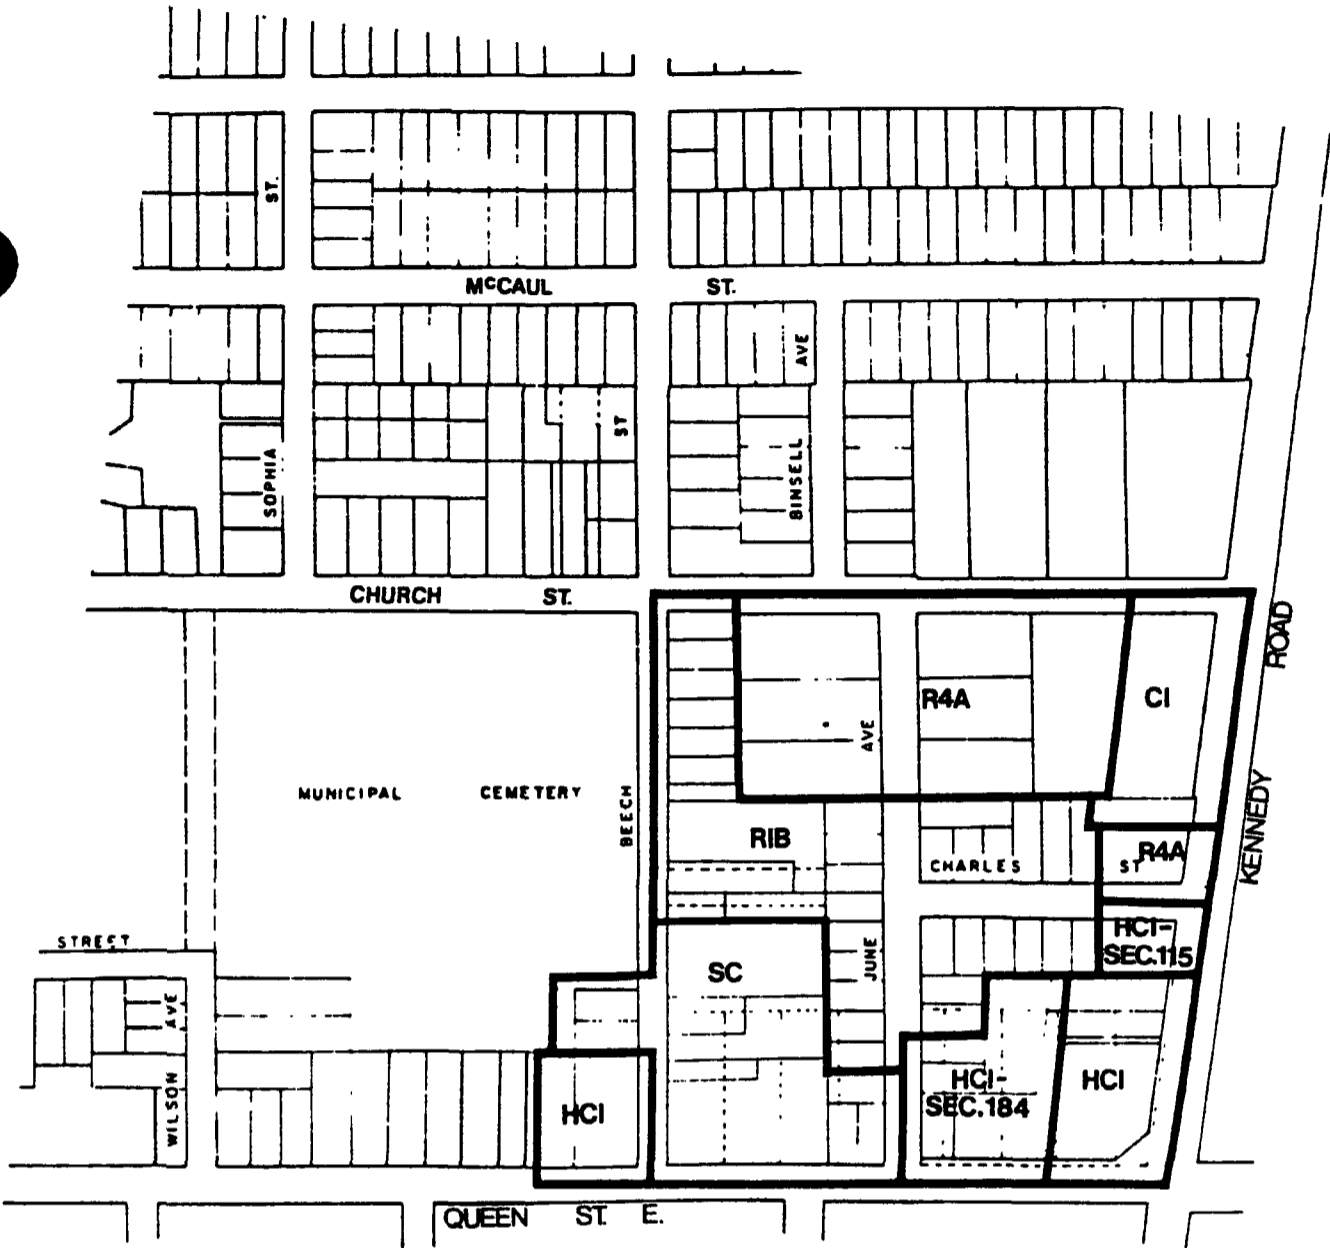 ST.
McCAUL ST.
AVE
ST
SOPHIA
BINSELL
CHURCH ST.
ROAD
R4A
CI
AVE
MUNICIPAL CEMETERY
BEECH
KENNEDY
RIB
CHARLES ST
R4A
STREET
HCI-
SEC.115
JUNE
SC
AVE
WILSON
HCI
HCI-
SEC.184
HCI
QUEEN ST. E.